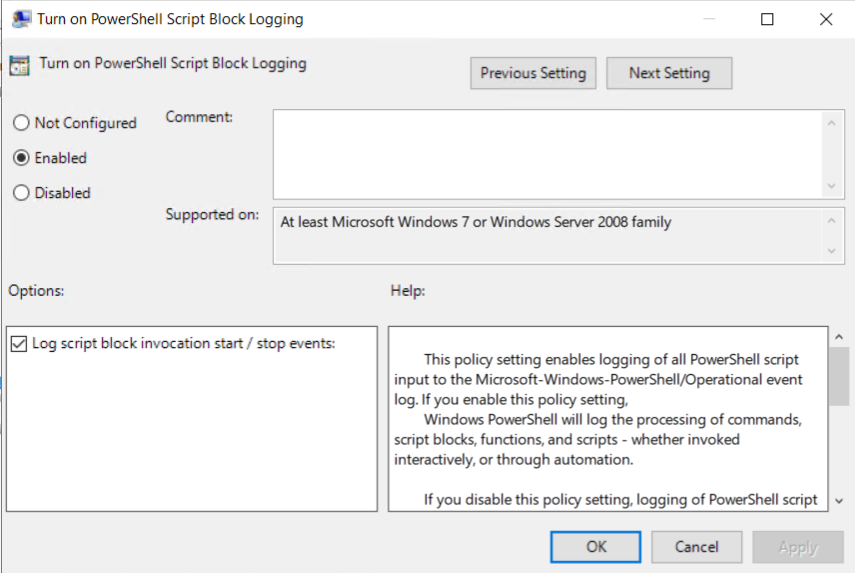 Turn on PowerShell Script Block Logging
Turn on PowerShell Script Block Logging
Previous Setting
Next Setting
Not Configured
Comment:
Enabled
Disabled
Supported on:
At least Microsoft Windows 7 or Windows Server 2008 family
Options:
Help:
Log script block invocation start / stop events:
This policy setting enables logging of all PowerShell script
input to the Microsoft-Windows-PowerShell/Operational event
log. If you enable this policy setting,
Windows PowerShell will log the processing of commands,
script blocks, functions, and scripts - whether invoked
interactively, or through automation.
If you disable this policy setting, logging of PowerShell script
OK
Cancel
Apply